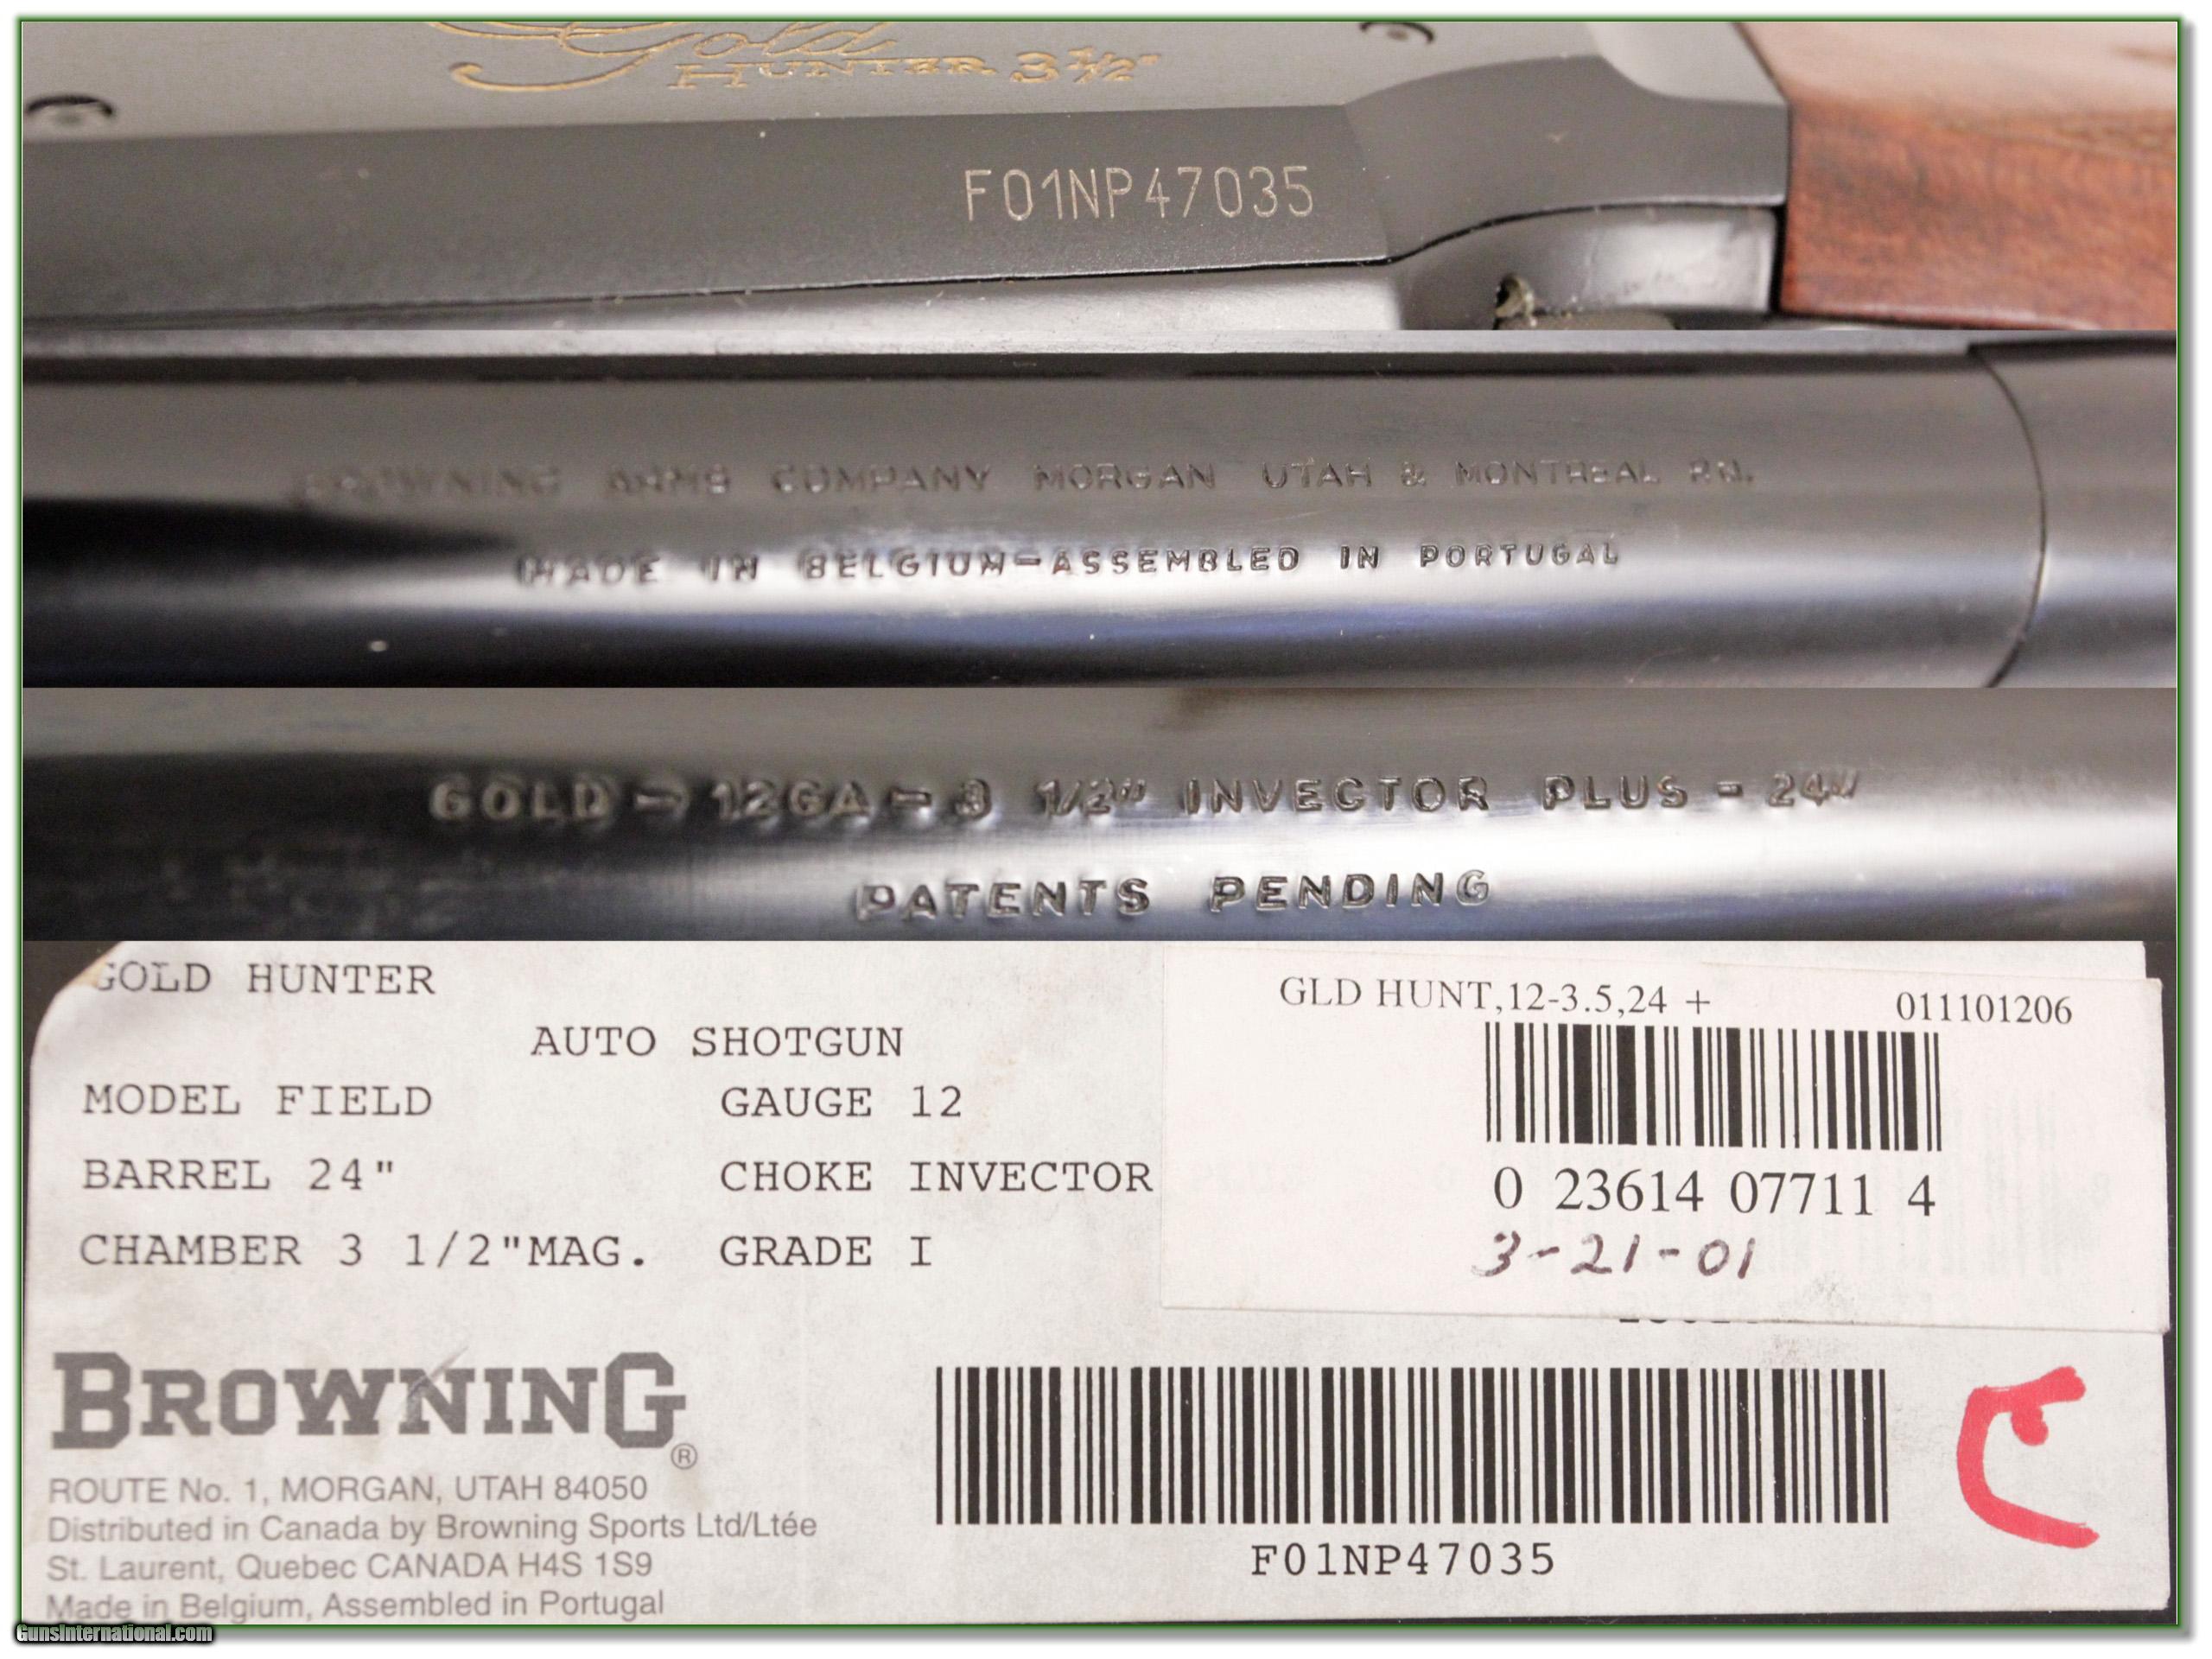 Gold
HUNTER 3 1/2"
F01NP47035
BROWNING ARMS COMPANY MORGAN UTAH & MONTREAL P.Q.
MADE IN BELGIUM-ASSEMBLED IN PORTUGAL
GOLD - 12GA - 3 1/2" INVECTOR PLUS - 24"
PATENTS PENDING
GOLD HUNTER
AUTO SHOTGUN
MODEL FIELD GAUGE 12
BARREL 24" CHOKE INVECTOR
CHAMBER 3 1/2"MAG. GRADE I
GLD HUNT,12-3.5,24 + 011101206
0 23614 07711 4
3-21-01
BROWNING®
ROUTE No. 1, MORGAN, UTAH 84050
Distributed in Canada by Browning Sports Ltd/Ltée
St. Laurent, Quebec CANADA H4S 1S9
Made in Belgium, Assembled in Portugal
F01NP47035
GunsInternational.com